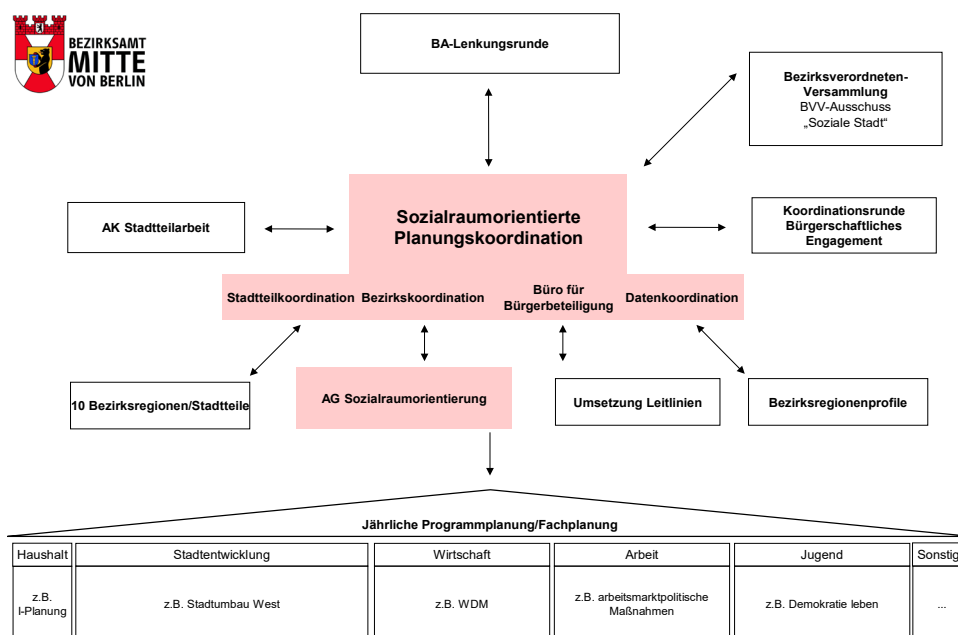 BEZIRKSAMT
MITTE
VON BERLIN
BA-Lenkungsrunde
Bezirksverordneten-
Versammlung
BVV-Ausschuss
„Soziale Stadt“
AK Stadtteilarbeit
Sozialraumorientierte
Planungskoordination
Koordinationsrunde
Bürgerschaftliches
Engagement
Stadtteilkoordination
Bezirkskoordination
Büro für
Bürgerbeteiligung
Datenkoordination
10 Bezirksregionen/Stadtteile
AG Sozialraumorientierung
Umsetzung Leitlinien
Bezirksregionenprofile
Jährliche Programmplanung/Fachplanung
Haushalt
Stadtentwicklung
Wirtschaft
Arbeit
Jugend
Sonstig
z.B.
I-Planung
z.B. Stadtumbau West
z.B. WDM
z.B. arbeitsmarktpolitische
Maßnahmen
z.B. Demokratie leben
...